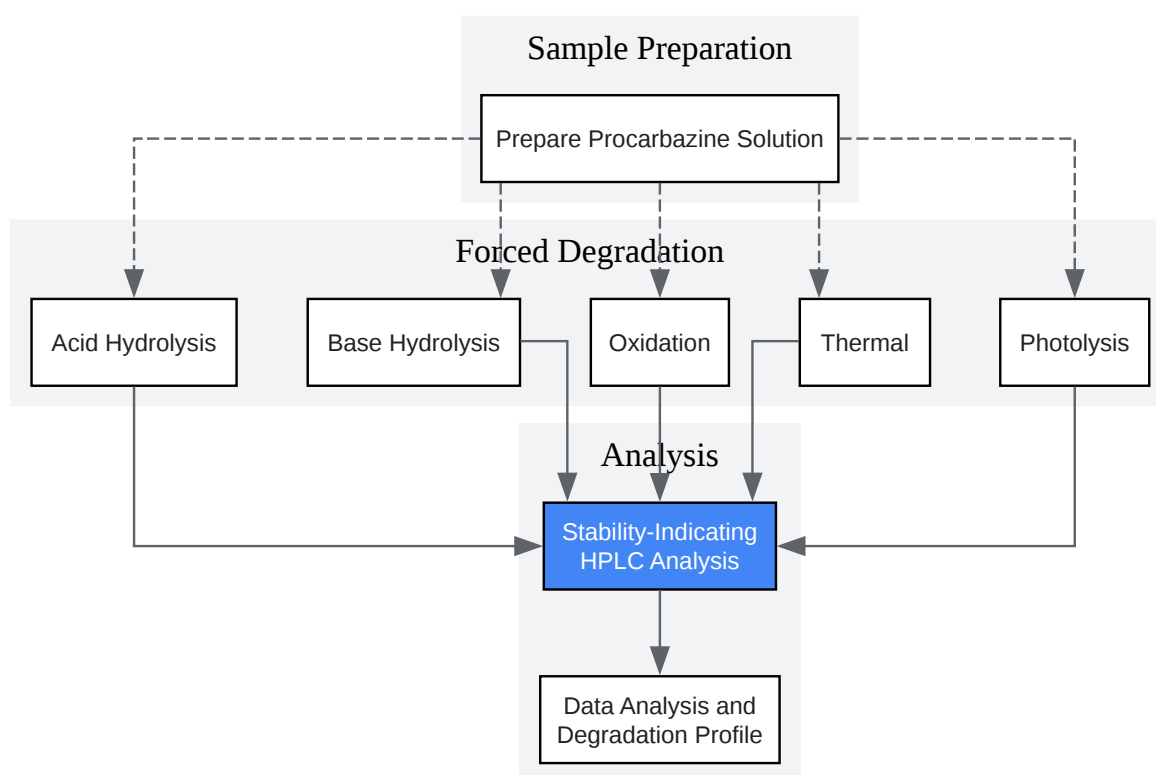 Sample Preparation
Prepare Procarbazine Solution
Forced Degradation
Acid Hydrolysis
Base Hydrolysis
Oxidation
Thermal
Photolysis
Analysis
Stability-Indicating
HPLC Analysis
Data Analysis and
Degradation Profile